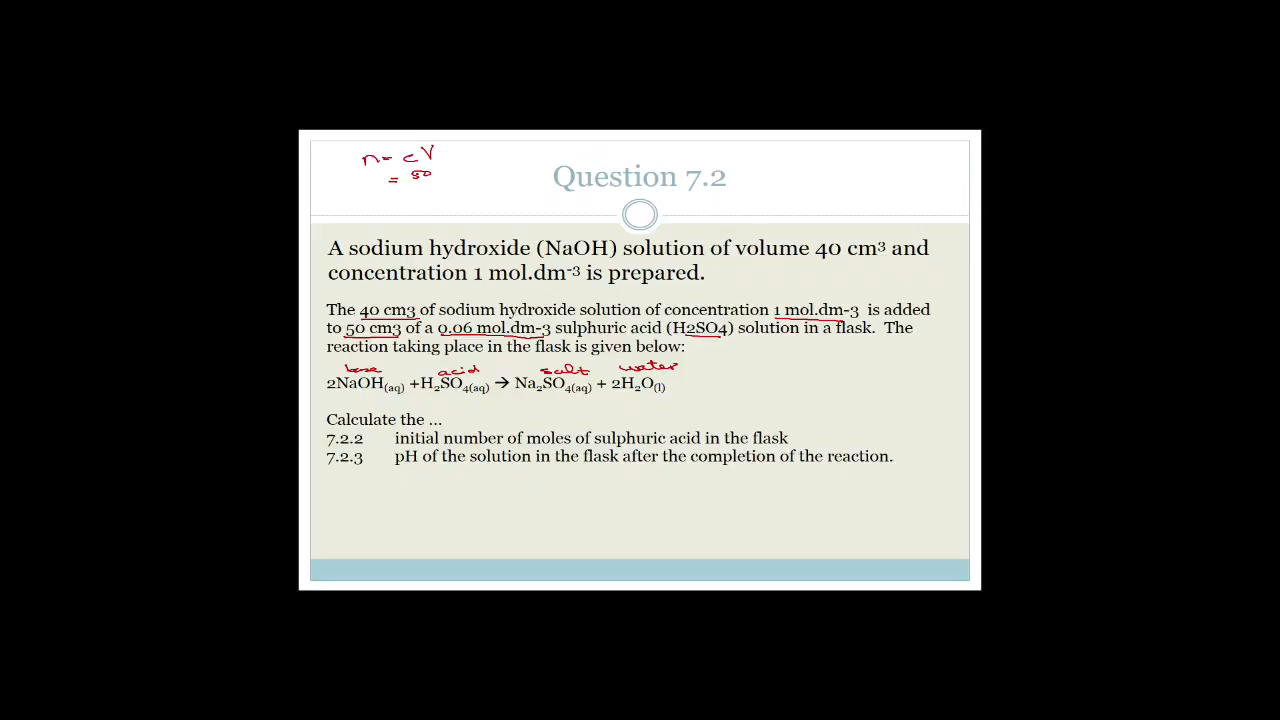 n= cV
= 50
Question 7.2
A sodium hydroxide (NaOH) solution of volume 40 cm³ and
concentration 1 mol.dm⁻³ is prepared.
The 40 cm3 of sodium hydroxide solution of concentration 1 mol.dm-3 is added
to 50 cm3 of a 0.06 mol.dm-3 sulphuric acid (H2SO4) solution in a flask. The
reaction taking place in the flask is given below:
base acid salt water
2NaOH(aq) +H₂SO₄(aq) → Na₂SO₄(aq) + 2H₂O(l)
Calculate the ...
7.2.2 initial number of moles of sulphuric acid in the flask
7.2.3 pH of the solution in the flask after the completion of the reaction.